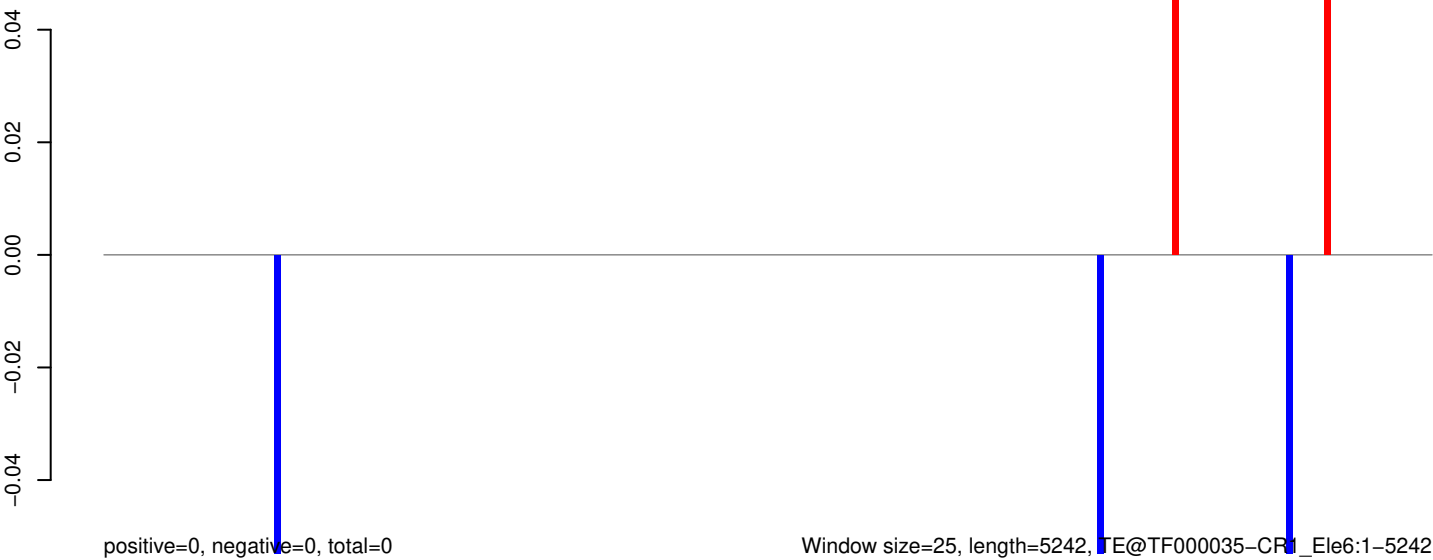 0.04
0.02
0.00
−0.02
−0.04
positive=0, negative=0, total=0
Window size=25, length=5242, TE@TF000035−CR1_Ele6:1−5242